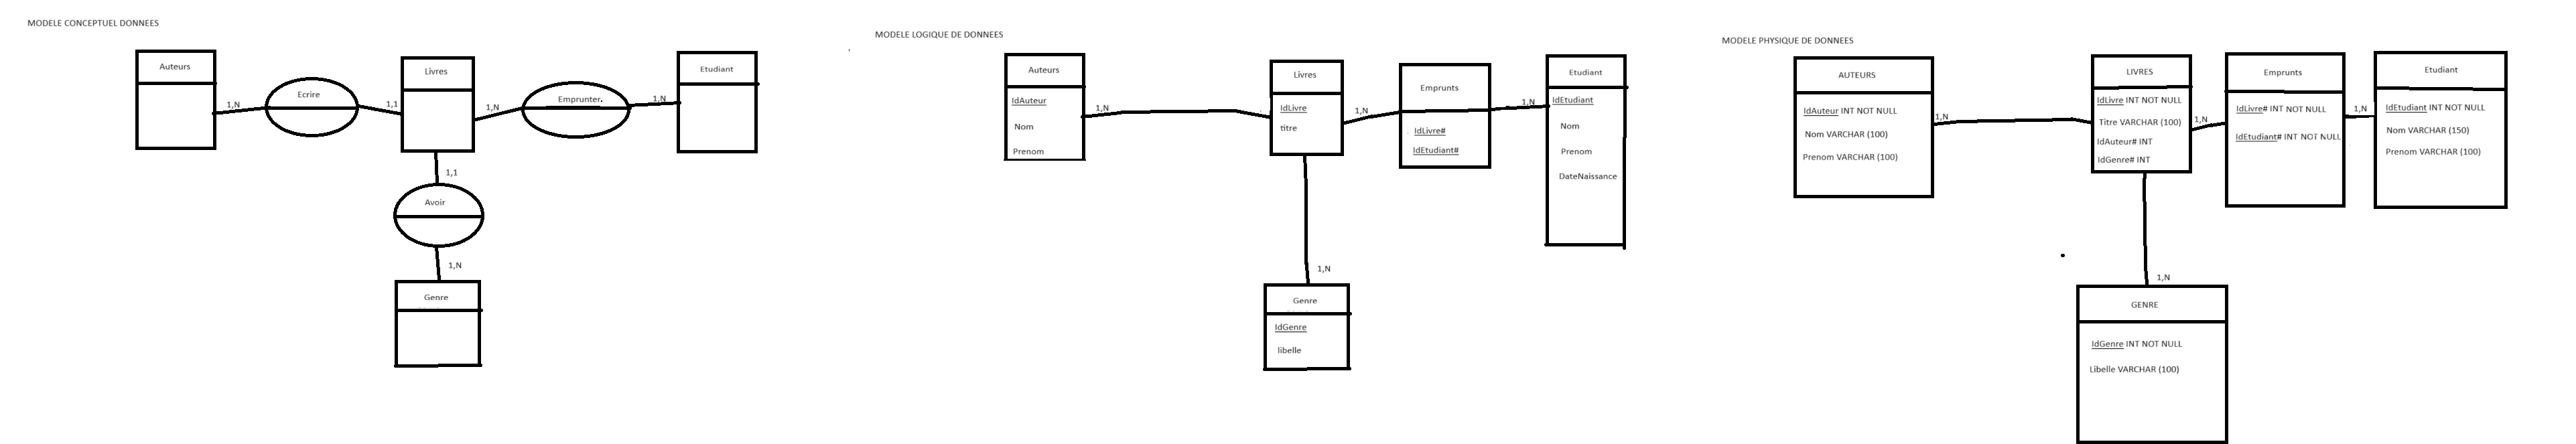 MODELE CONCEPTUEL DONNEES
Auteurs
1,N
Ecrire
1,1
Livres
1,N
Emprunter.
1,N
Etudiant
1,1
Avoir
1,N
Genre
MODELE LOGIQUE DE DONNEES
Auteurs
IdAuteur
Nom
Prenom
1,N
Livres
IdLivre
titre
1,N
Emprunts
IdLivre#
IdEtudiant#
1,N
Etudiant
IdEtudiant
Nom
Prenom
DateNaissance
1,N
Genre
IdGenre
libelle
MODELE PHYSIQUE DE DONNEES
AUTEURS
IdAuteur INT NOT NULL
Nom VARCHAR (100)
Prenom VARCHAR (100)
1,N
LIVRES
IdLivre INT NOT NULL
Titre VARCHAR (100)
IdAuteur# INT
IdGenre# INT
1,N
Emprunts
IdLivre# INT NOT NULL
IdEtudiant# INT NOT NULL
1,N
Etudiant
IdEtudiant INT NOT NULL
Nom VARCHAR (150)
Prenom VARCHAR (100)
1,N
GENRE
IdGenre INT NOT NULL
Libelle VARCHAR (100)